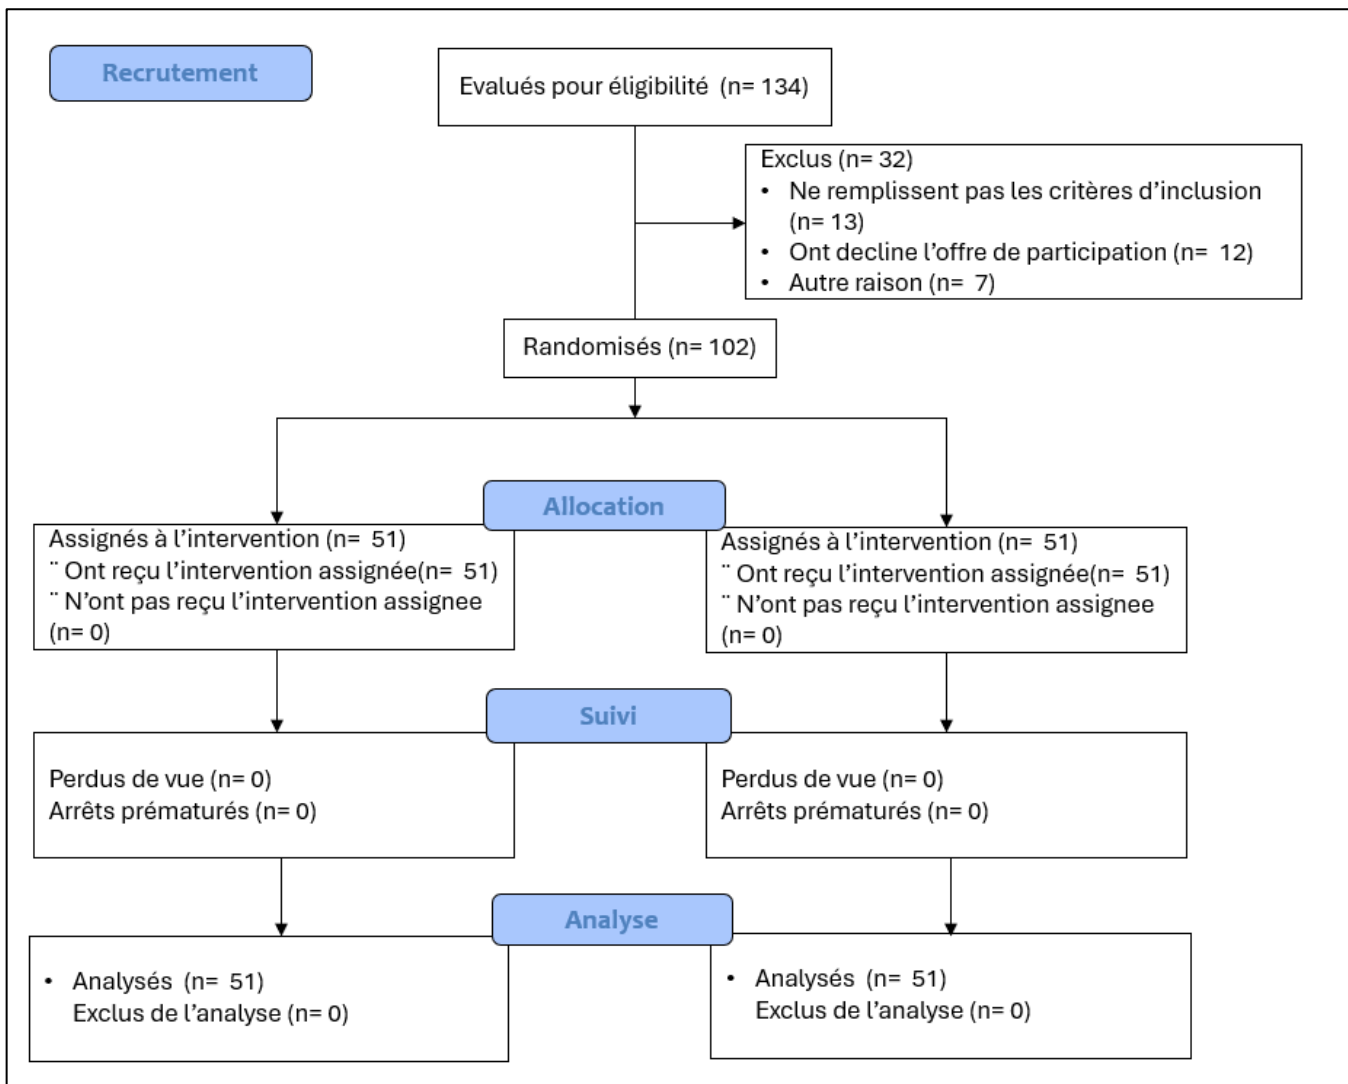 Recrutement
Evalués pour éligibilité (n= 134)
Exclus (n= 32)
• Ne remplissent pas les critères d’inclusion
(n= 13)
• Ont decline l’offre de participation (n= 12)
• Autre raison (n= 7)
Randomisés (n= 102)
Allocation
Assignés à l’intervention (n= 51)
¨ Ont reçu l’intervention assignée(n= 51)
¨ N’ont pas reçu l’intervention assignee
(n= 0)
Assignés à l’intervention (n= 51)
¨ Ont reçu l’intervention assignée(n= 51)
¨ N’ont pas reçu l’intervention assignee
(n= 0)
Suivi
Perdus de vue (n= 0)
Arrêts prématurés (n= 0)
Perdus de vue (n= 0)
Arrêts prématurés (n= 0)
Analyse
• Analysés (n= 51)
Exclus de l’analyse (n= 0)
• Analysés (n= 51)
Exclus de l’analyse (n= 0)